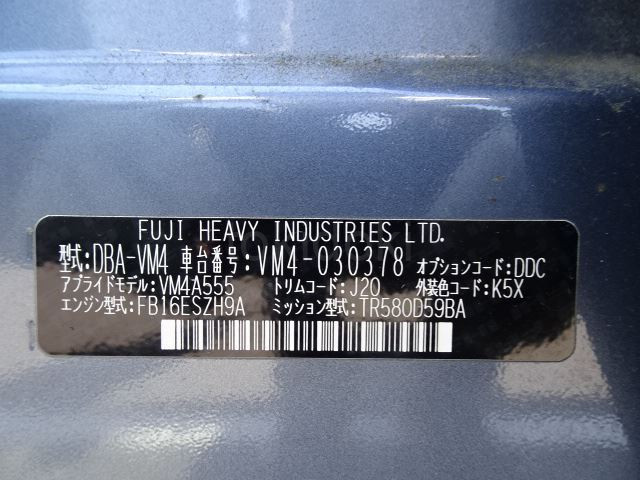 FUJI HEAVY INDUSTRIES LTD.
型式:DBA-VM4 車台番号:VM4-030378 オプションコード:DDC
アプライドモデル:VM4A555 トリムコード:J20 外装色コード:K5X
エンジン型式:FB16ESZH9A ミッション型式:TR580D59BA